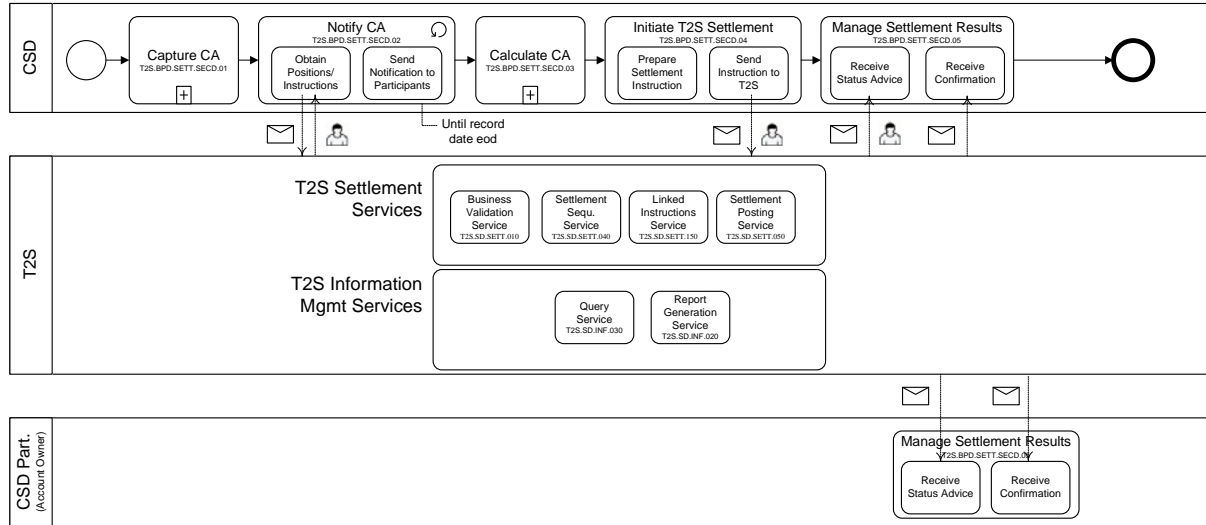 CSD
Capture CA
T2S.BPD.SETT.SECD.01
Notify CA
T2S.BPD.SETT.SECD.02
Obtain
Positions/
Instructions
Send
Notification to
Participants
Calculate CA
T2S.BPD.SETT.SECD.03
Initiate T2S Settlement
T2S.BPD.SETT.SECD.04
Prepare
Settlement
Instruction
Send
Instruction to
T2S
Manage Settlement Results
T2S.BPD.SETT.SECD.05
Receive
Status Advice
Receive
Confirmation
Until record
date eod
T2S
T2S Settlement
Services
Business
Validation
Service
T2S.SD.SETT.010
Settlement
Sequ.
Service
T2S.SD.SETT.040
Linked
Instructions
Service
T2S.SD.SETT.150
Settlement
Posting
Service
T2S.SD.SETT.050
T2S Information
Mgmt Services
Query
Service
T2S.SD.INF.030
Report
Generation
Service
T2S.SD.INF.020
CSD Part.
(Account Owner)
Manage Settlement Results
Receive
Status Advice
Receive
Confirmation